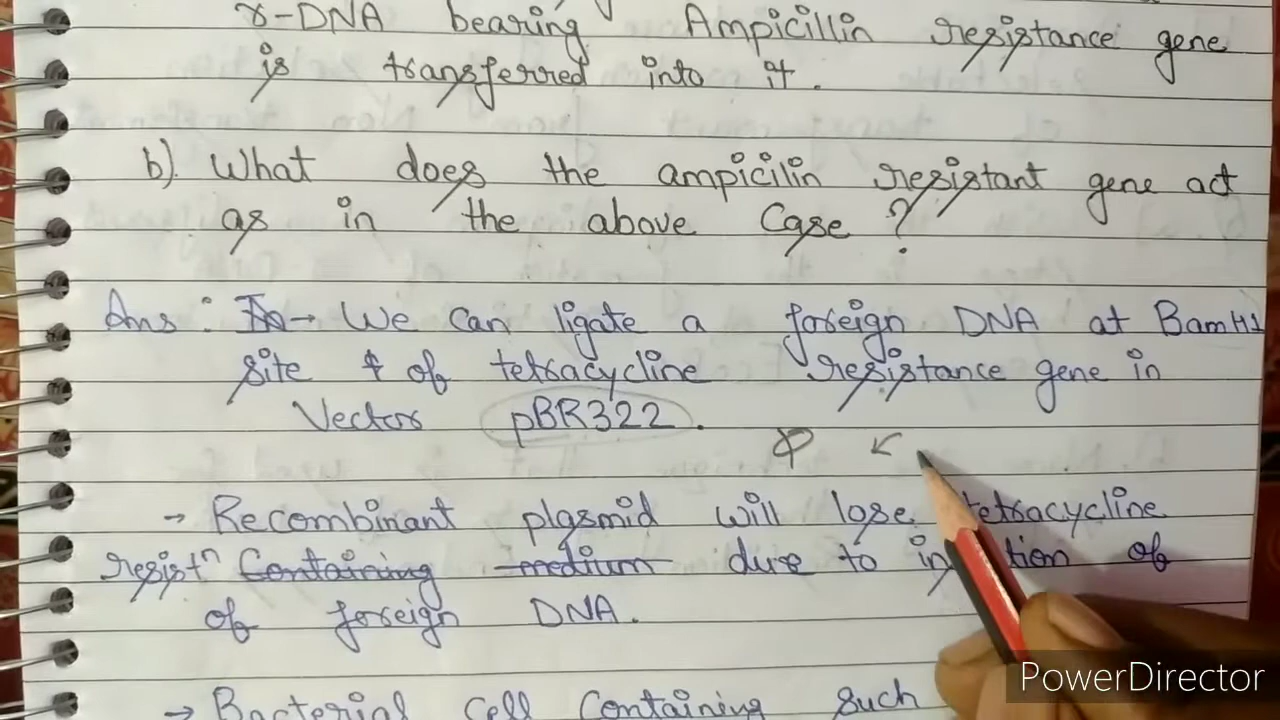 r-DNA bearing Ampicillin resistance gene
is transferred into it.
b). What does the ampicilin resistant gene act
as in the above Case?
Ans: → We can ligate a foreign DNA at BamH1
site & of tetracycline resistance gene in
Vector pBR322.
→ Recombinant plasmid will lose tetracycline
resistn Containing medium due to in tion of
of foreign DNA.
→ Bacterial Cell Containing such
PowerDirector